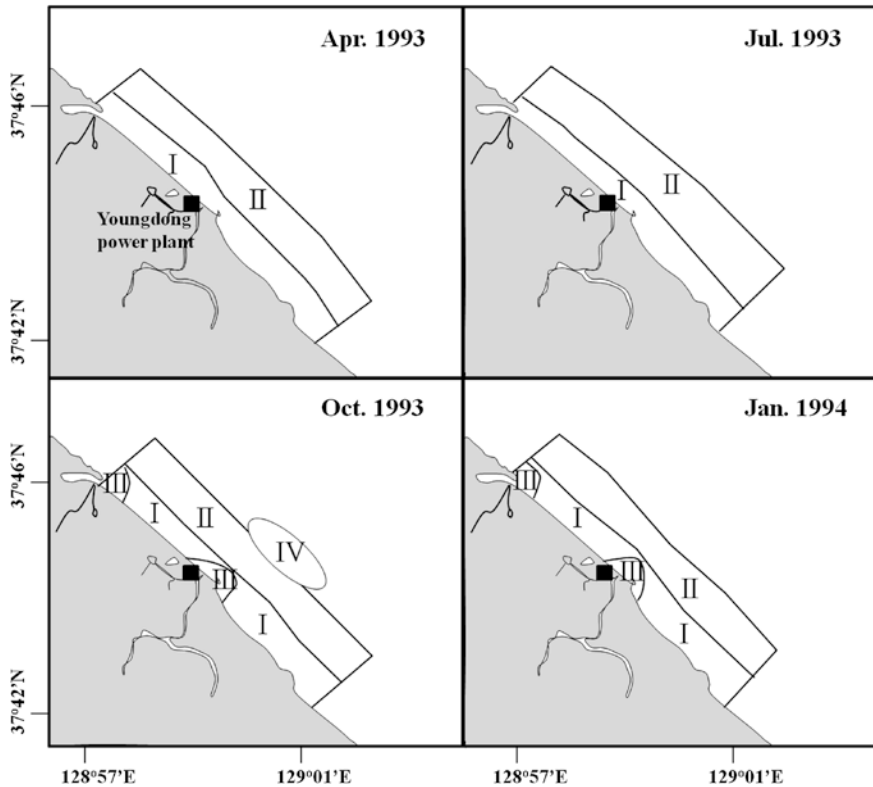 Apr. 1993
37°46'N
I
II
Youngdong
power plant
37°42'N
Jul. 1993
I
II
Oct. 1993
37°46'N
III
I
II
IV
III
I
37°42'N
128°57'E
129°01'E
Jan. 1994
III
I
III
II
I
128°57'E
129°01'E